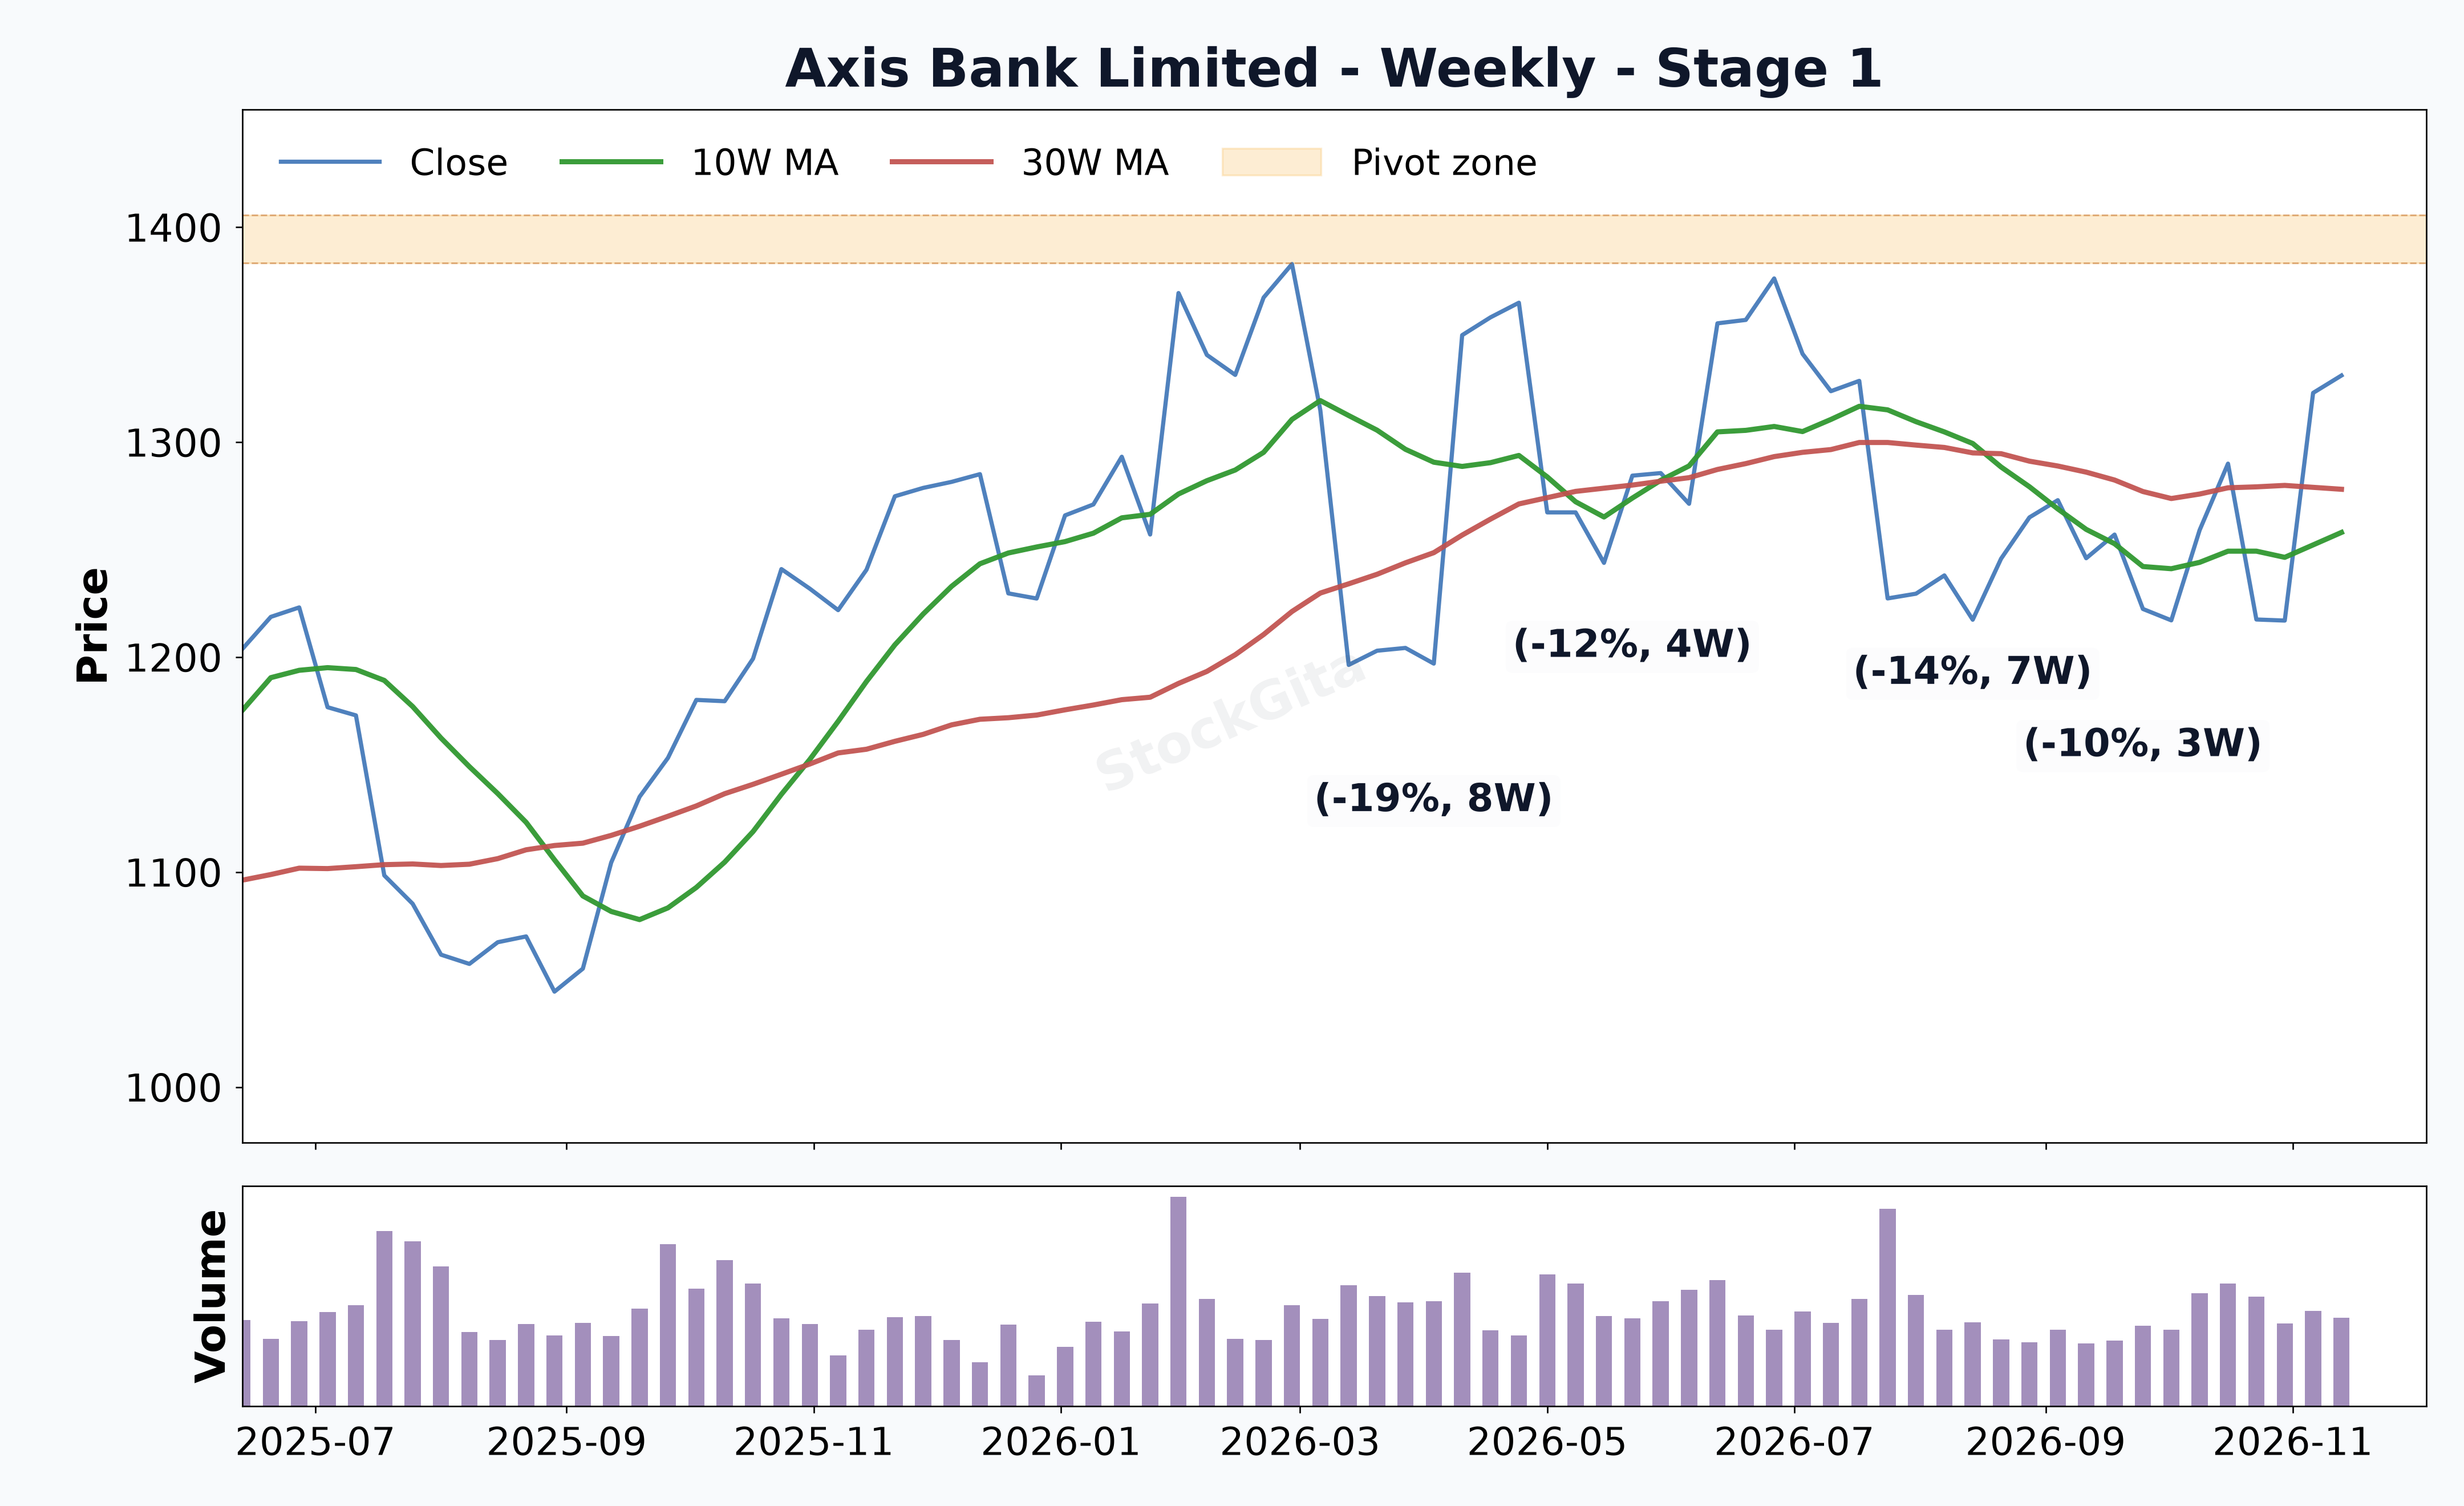 Axis Bank Limited - Weekly - Stage 1
Close
10W MA
30W MA
Pivot zone
1400
1300
1200
1100
1000
Price
(-12%, 4W)
(-14%, 7W)
(-10%, 3W)
(-19%, 8W)
StockGita
Volume
2025-07
2025-09
2025-11
2026-01
2026-03
2026-05
2026-07
2026-09
2026-11